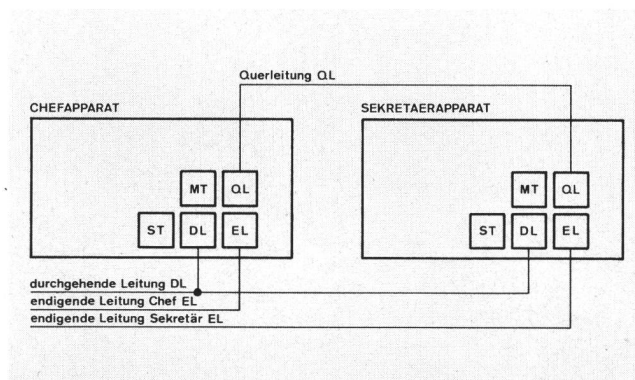 Querleitung QL
CHEFAPPARAT
SEKRETAERAPPARAT
MT QL
MT QL
ST DL EL
ST DL EL
durchgehende Leitung DL
endigende Leitung Chef EL
endigende Leitung Sekretär EL